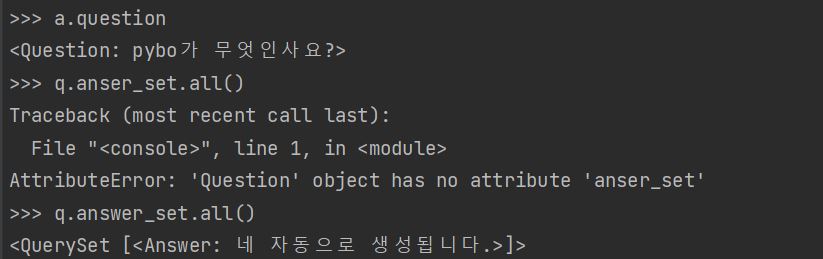 >>> a.question
<Question: pybo가 무엇인사요?>
>>> q.anser_set.all()
Traceback (most recent call last):
  File "<console>", line 1, in <module>
AttributeError: 'Question' object has no attribute 'anser_set'
>>> q.answer_set.all()
<QuerySet [<Answer: 네 자동으로 생성됩니다.>]>